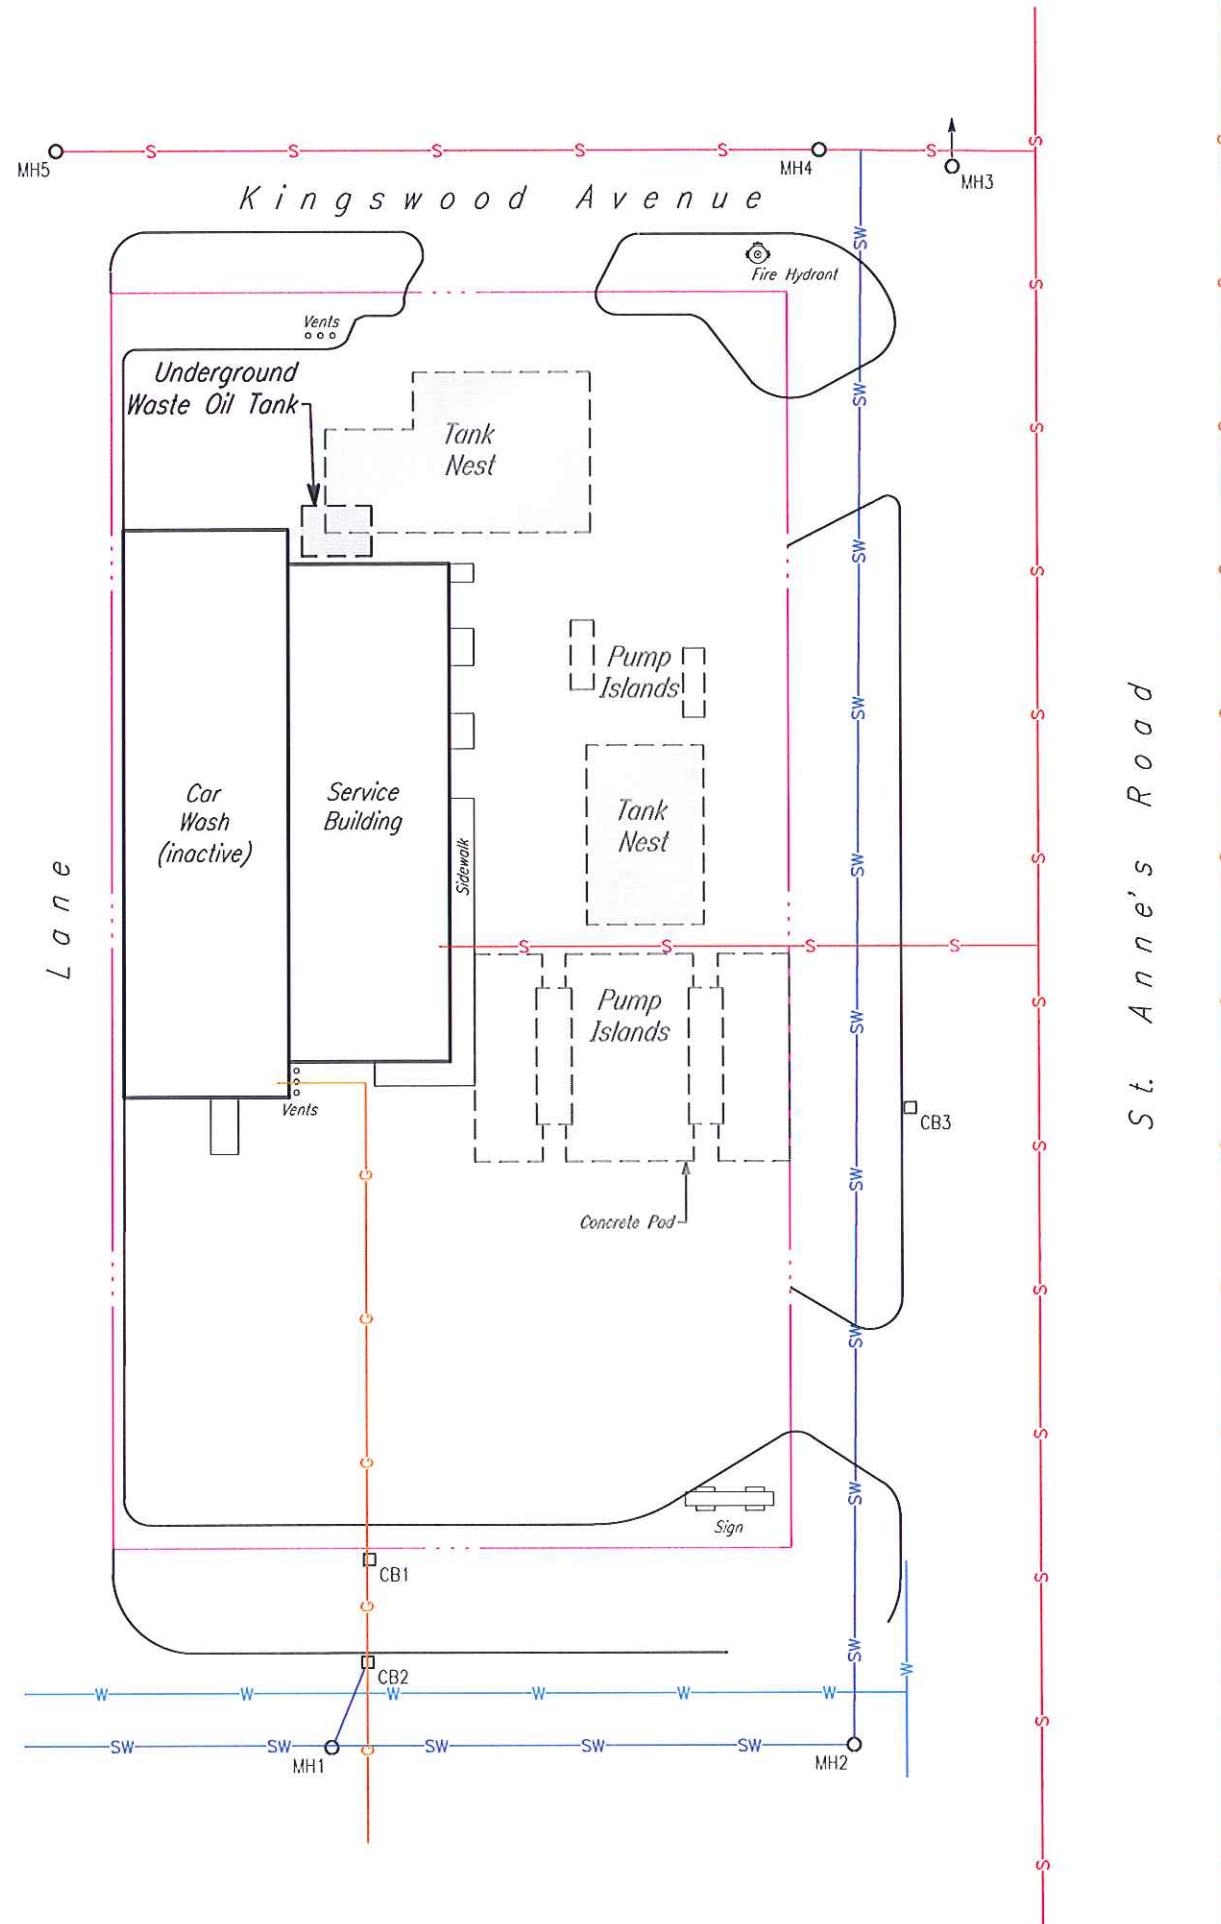 S S S S S S S
MH5
MH4
MH3
Kingswood Avenue
SW
Fire Hydrant
S
Vents
Underground
Waste Oil Tank
SW
Tank
Nest
S
SW
S
Pump
Islands
SW
S
Car
Wash
(inactive)
Service
Building
Tank
Nest
Sidewalk
Lane
St. Anne's Road
SW
S
S S S S
Pump
Islands
SW
S
Vents
CB3
S
G
SW
Concrete Pad
S
G
SW
S
G
SW
Sign
CB1
S
G
SW
CB2
W
W W W W W W
S
SW SW G SW SW SW
MH1
MH2
S